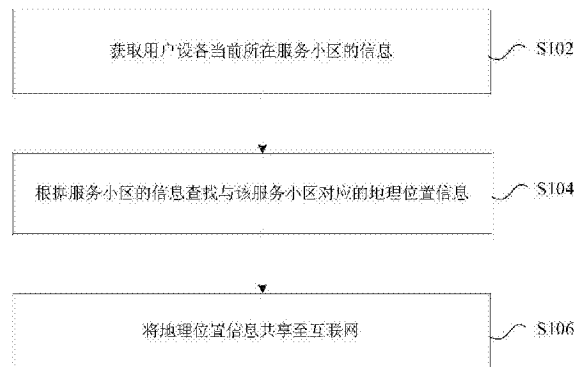 获取用户设各当前所在服务小区的信息
S102
根据服务小区的信息查找与该服务小区对应的地理位置信息
S104
将地理位置信息共享至互联网
S106